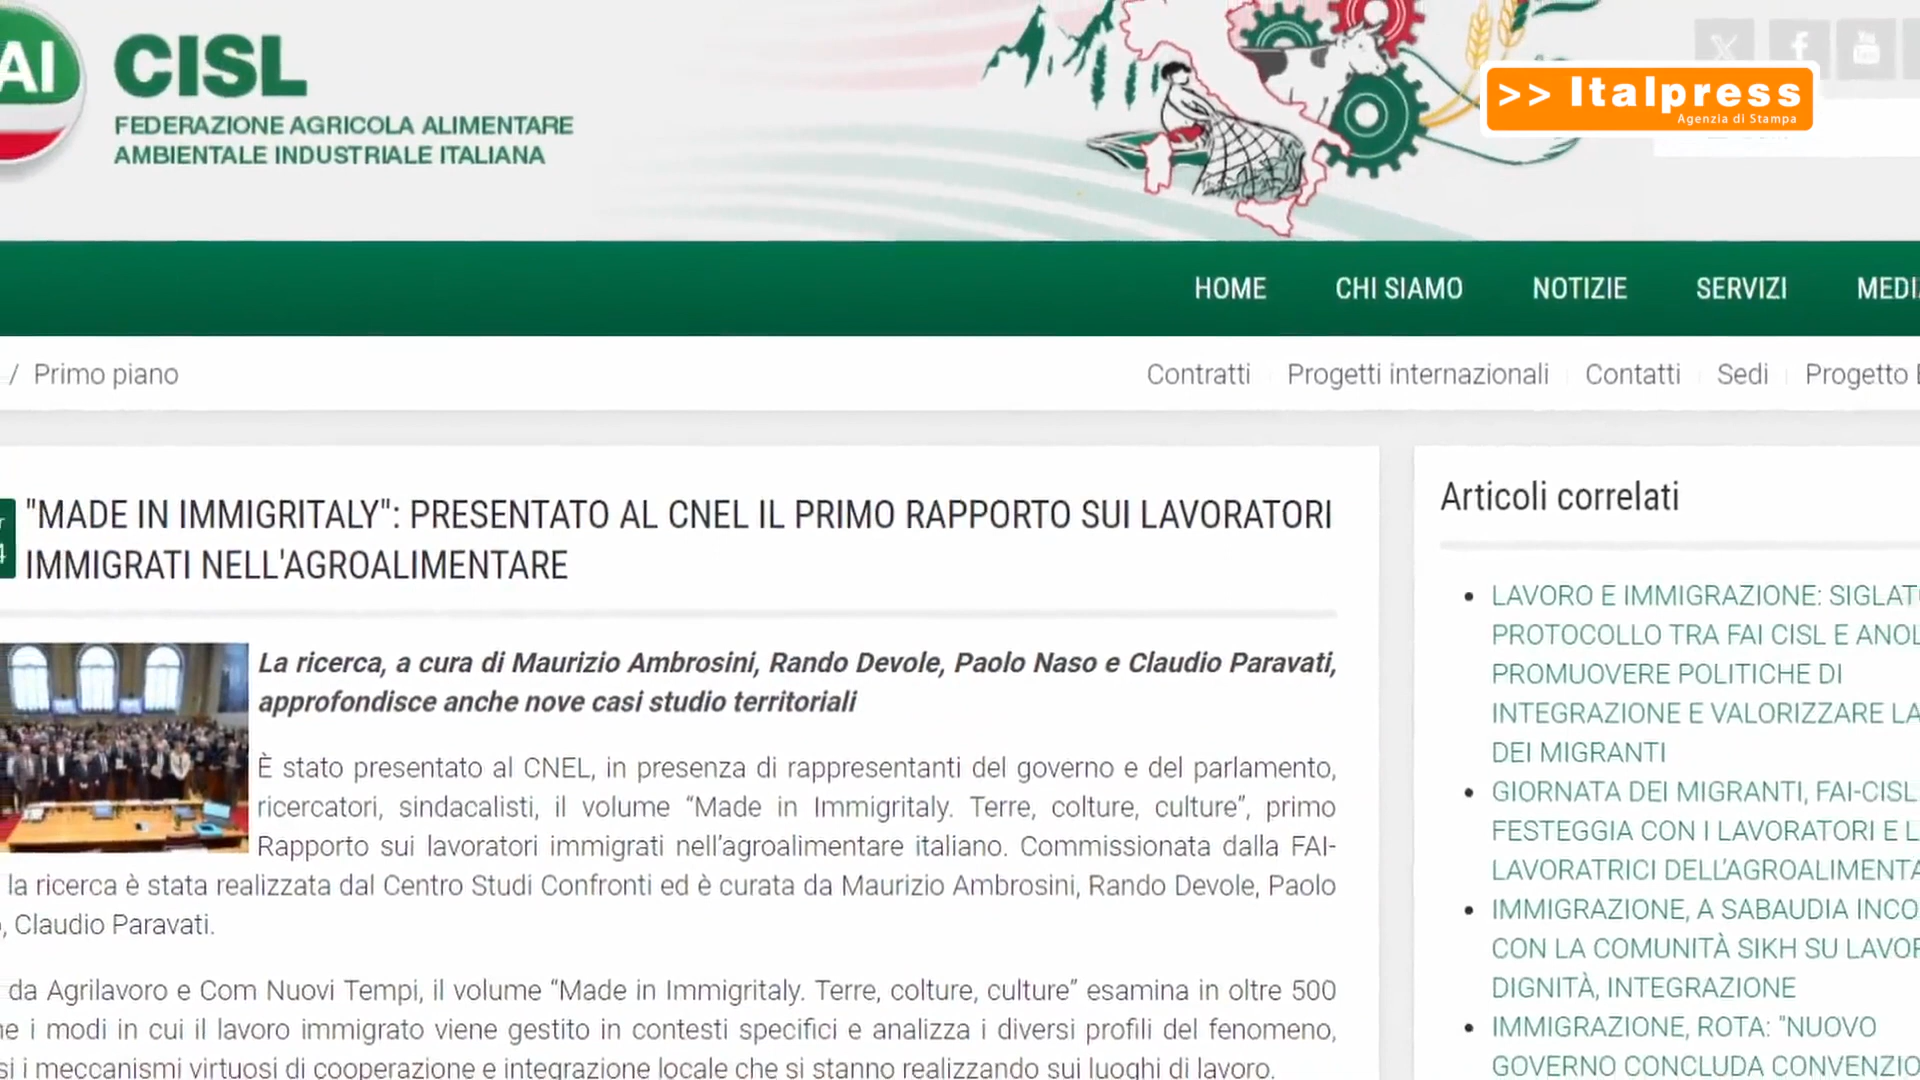 AI
CISL
FEDERAZIONE AGRICOLA ALIMENTARE
AMBIENTALE INDUSTRIALE ITALIANA
>> Italpress
Agenzia di Stampa
HOME CHI SIAMO NOTIZIE SERVIZI
/ Primo piano
Contratti Progetti internazionali Contatti Sedi Progetto
"MADE IN IMMIGRITALY": PRESENTATO AL CNEL IL PRIMO RAPPORTO SUI LAVORATORI
IMMIGRATI NELL'AGROALIMENTARE
La ricerca, a cura di Maurizio Ambrosini, Rando Devole, Paolo Naso e Claudio Paravati,
approfondisce anche nove casi studio territoriali
È stato presentato al CNEL, in presenza di rappresentanti del governo e del parlamento,
ricercatori, sindacalisti, il volume “Made in Immigritaly. Terre, colture, culture”, primo
Rapporto sui lavoratori immigrati nell’agroalimentare italiano. Commissionata dalla FAI-
la ricerca è stata realizzata dal Centro Studi Confronti ed è curata da Maurizio Ambrosini, Rando Devole, Paolo
, Claudio Paravati.
da Agrilavoro e Com Nuovi Tempi, il volume “Made in Immigritaly. Terre, colture, culture” esamina in oltre 500
i modi in cui il lavoro immigrato viene gestito in contesti specifici e analizza i diversi profili del fenomeno,
i meccanismi virtuosi di cooperazione e integrazione locale che si stanno realizzando sui luoghi di lavoro.
Articoli correlati
LAVORO E IMMIGRAZIONE:
PROTOCOLLO TRA FAI CISL E
PROMUOVERE POLITICHE DI
INTEGRAZIONE E VALORIZZARE
DEI MIGRANTI
GIORNATA DEI MIGRANTI, FAI-CISL
FESTEGGIA CON I LAVORATORI E
LAVORATRICI
IMMIGRAZIONE, A SABAUDIA
CON LA COMUNITÀ SIKH SU
DIGNITÀ, INTEGRAZIONE
IMMIGRAZIONE, ROTA: "NUOVO
GOVERNO CONCLUDA